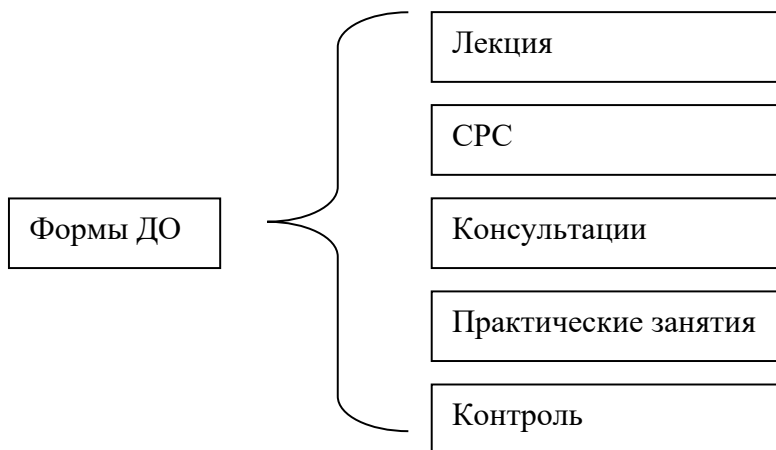 Лекция
СРС
Формы ДО
Консультации
Практические занятия
Контроль